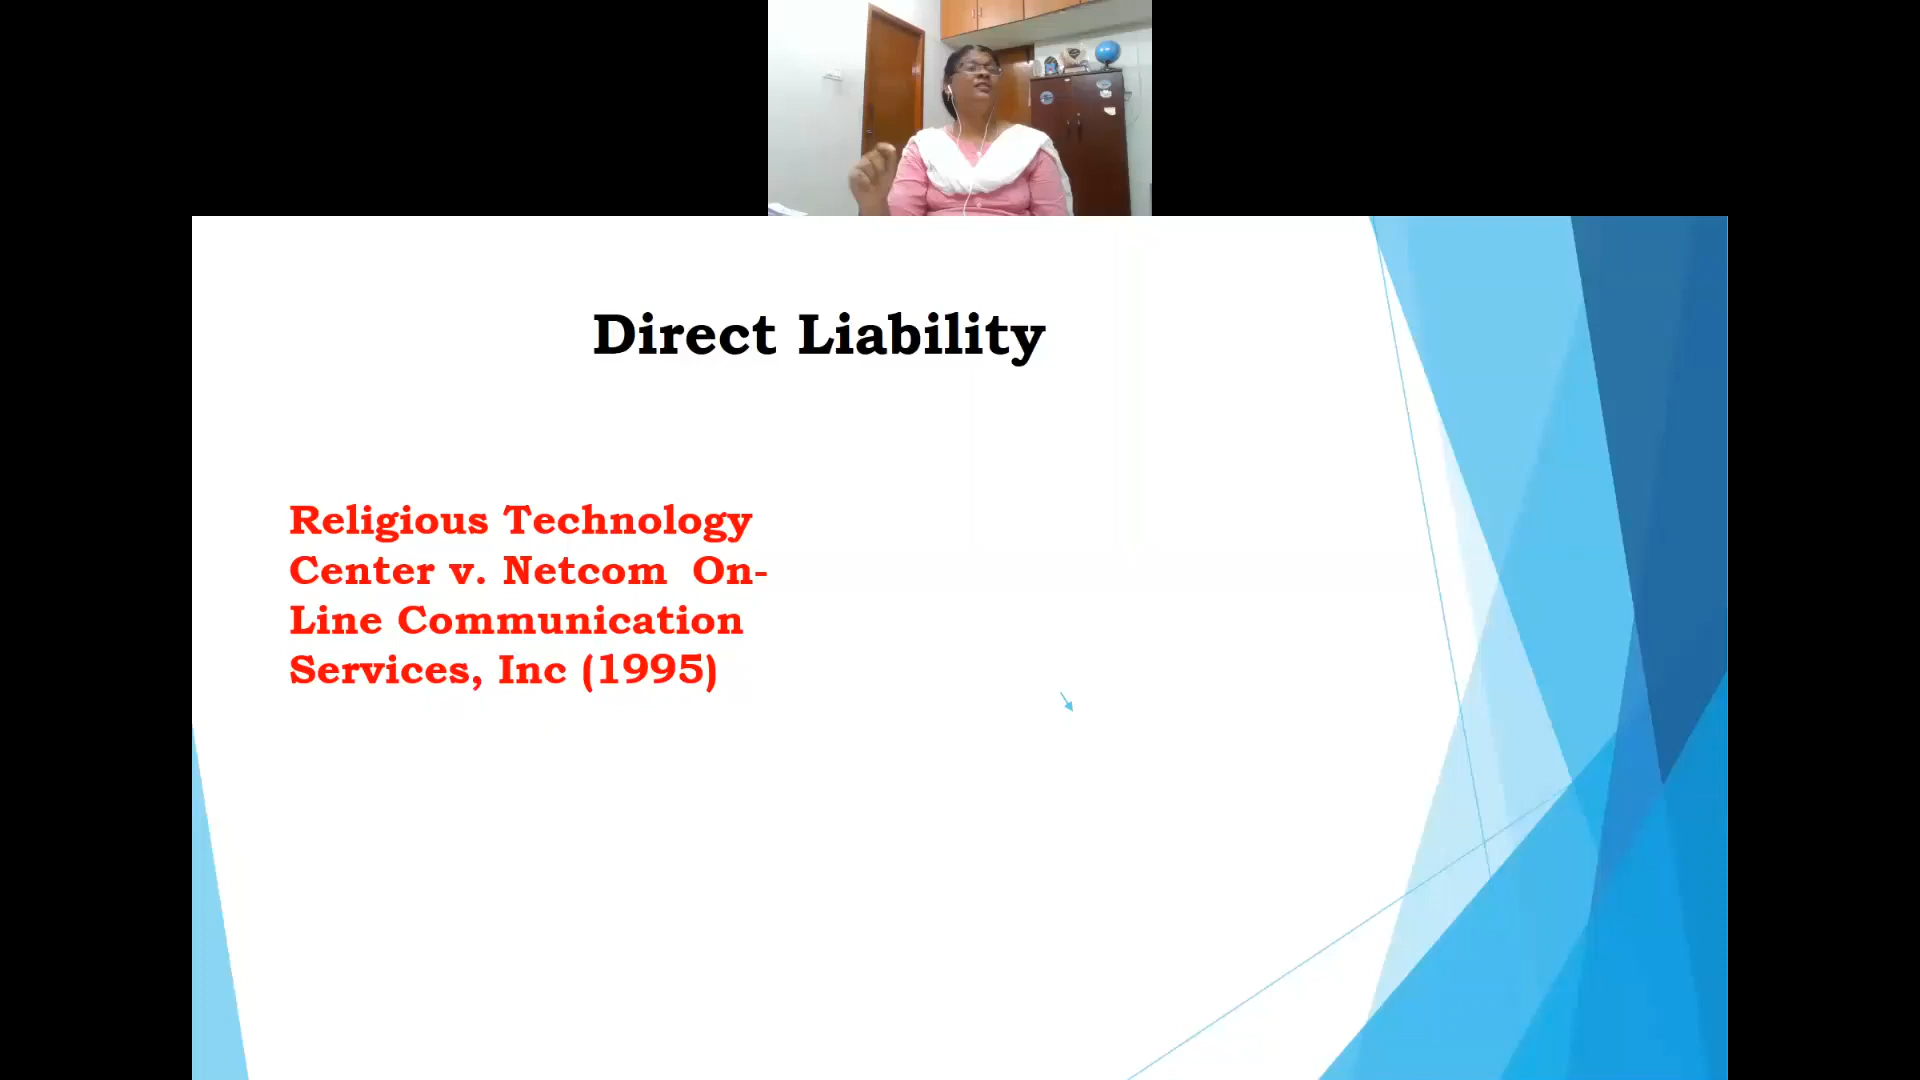 Direct Liability
Religious Technology
Center v. Netcom On-
Line Communication
Services, Inc (1995)